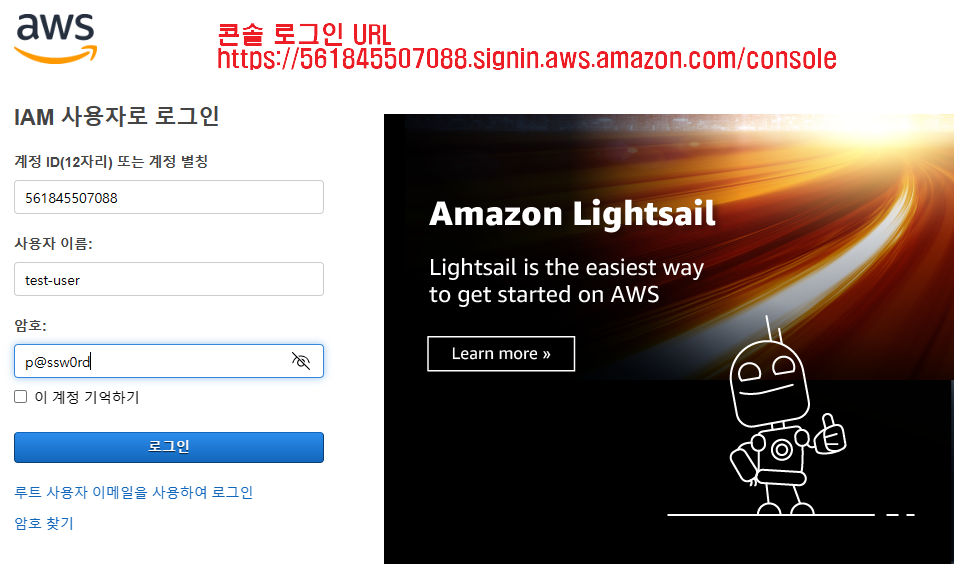 aws
콘솔 로그인 URL
https://561845507088.signin.aws.amazon.com/console
IAM 사용자로 로그인
계정 ID(12자리) 또는 계정 별칭
561845507088
사용자 이름:
test-user
암호:
p@ssw0rd
이 계정 기억하기
로그인
루트 사용자 이메일을 사용하여 로그인
암호 찾기
Amazon Lightsail
Lightsail is the easiest way
to get started on AWS
Learn more »